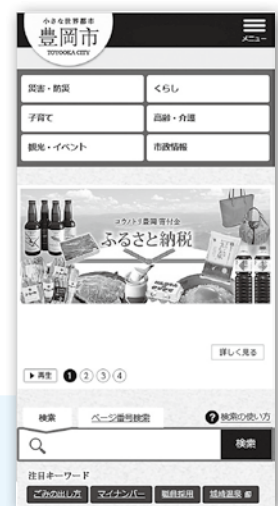 小さな世界都市
豊岡市
TOYOOKA CITY
メニュー
災害・防災
くらし
子育て
高齢・介護
観光・イベント
市政情報
コウノトリ豊岡寄付金
ふるさと納税
詳しく見る
▶ 再生 1 2 3 4
検索
ページ番号検索
? 検索の使い方
検索
注目キーワード
ごみの出し方
マイナンバー
職員採用
城崎温泉